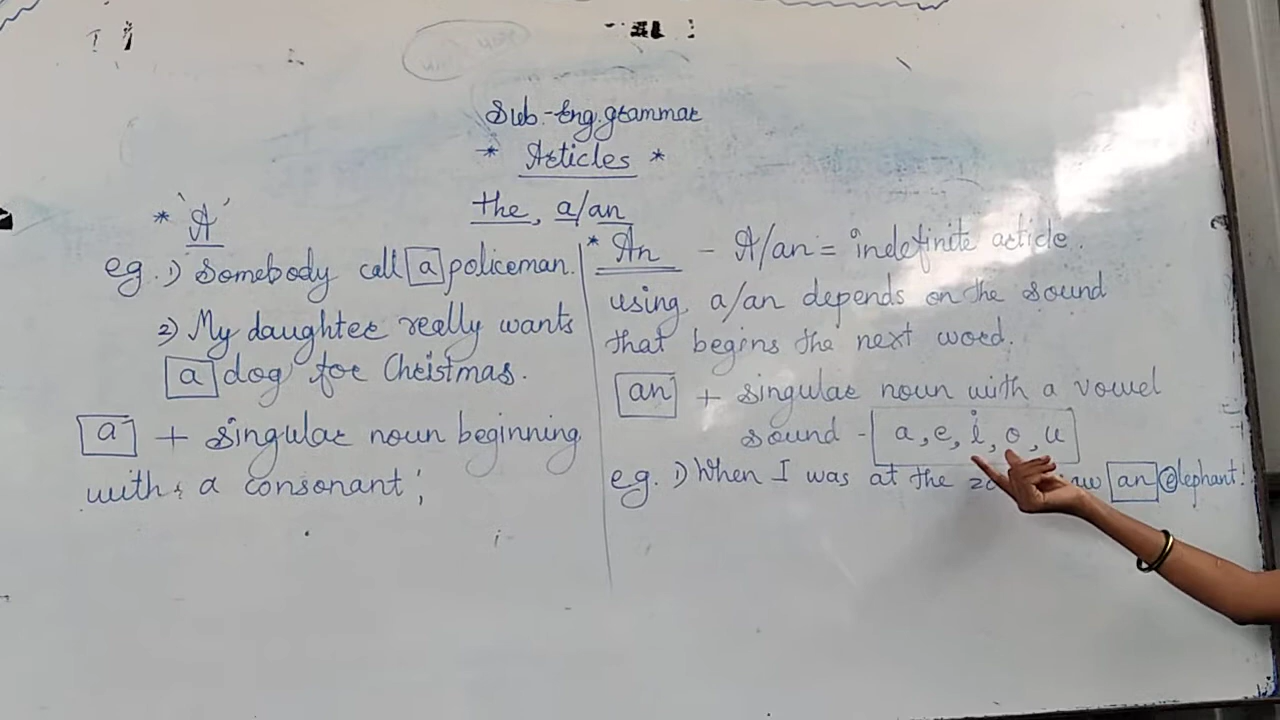 Sub-Eng.grammar
* Articles *
the, a/an
* 'A'
eg. 1) Somebody call a policeman.
2) My daughter really wants
a dog for Christmas.
a + singular noun beginning
with a consonant;
* An - A/an = indefinite article.
using a/an depends on the sound
that begins the next word.
an + singular noun with a vowel
sound - a, e, i, o, u
eg. 1) When I was at the an elephant!